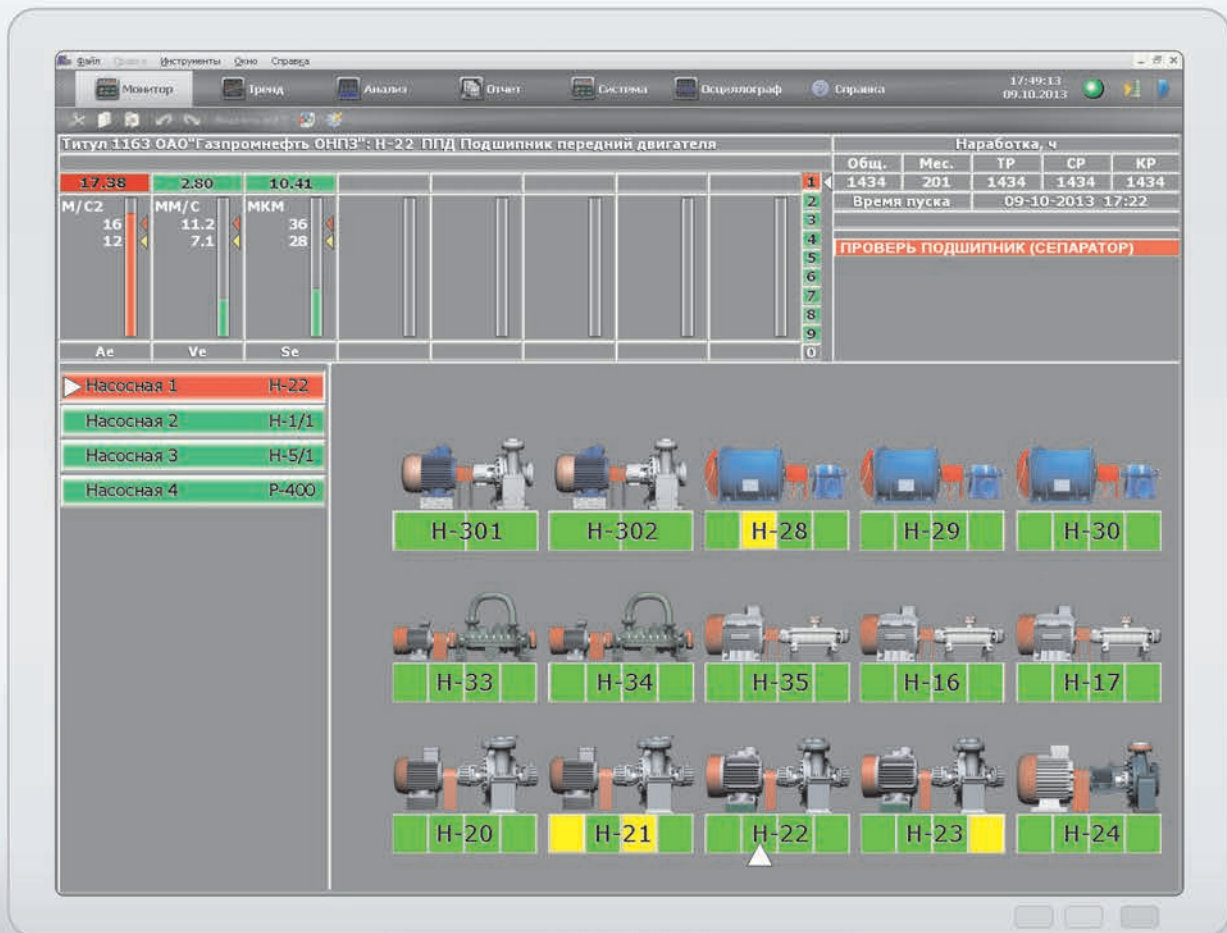 Файл Правка Инструменты Окно Справка
Монитор Тренд Анализ Отчет Система Осциллограф Справка 17:49:13
09.10.2013
Титул 1163 ОАО"Газпромнефть ОНПЗ": Н-22 ППД Подшипник передний двигателя Наработка, ч
Общ. Мес. ТР СР КР
17.38 2.80 10.41 1 1434 201 1434 1434 1434
М/С2 ММ/С МКМ 2 Время пуска 09-10-2013 17:22
16 11.2 36 3
12 7.1 28 4
ПРОВЕРЬ ПОДШИПНИК (СЕПАРАТОР)
5
6
7
8
9
Ae Ve Se 0
Насосная 1 Н-22
Насосная 2 Н-1/1
Насосная 3 Н-5/1
Насосная 4 Р-400
Н-301 Н-302 Н-28 Н-29 Н-30
Н-33 Н-34 Н-35 Н-16 Н-17
Н-20 Н-21 Н-22 Н-23 Н-24